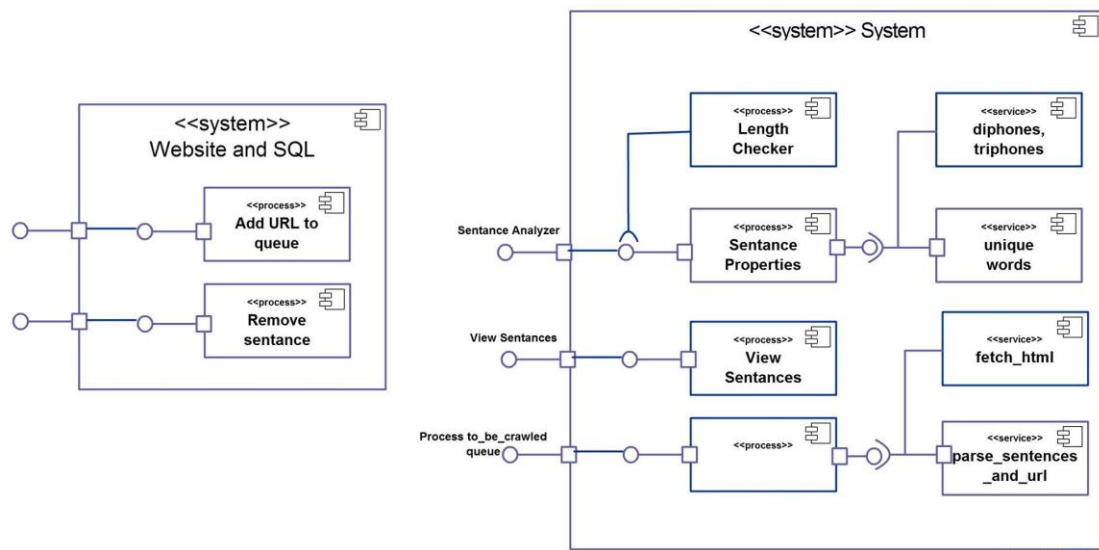 <<system>>
Website and SQL
<<process>>
Add URL to
queue
<<process>>
Remove
sentence
<<system>> System
<<process>>
Length
Checker
<<service>>
diphones,
triphones
Sentance Analyzer
<<process>>
Sentance
Properties
<<service>>
unique
words
View Sentances
<<process>>
View
Sentances
<<service>>
fetch_html
Process to_be_crawled
queue
<<process>>
<<service>>
parse_sentences
_and_url